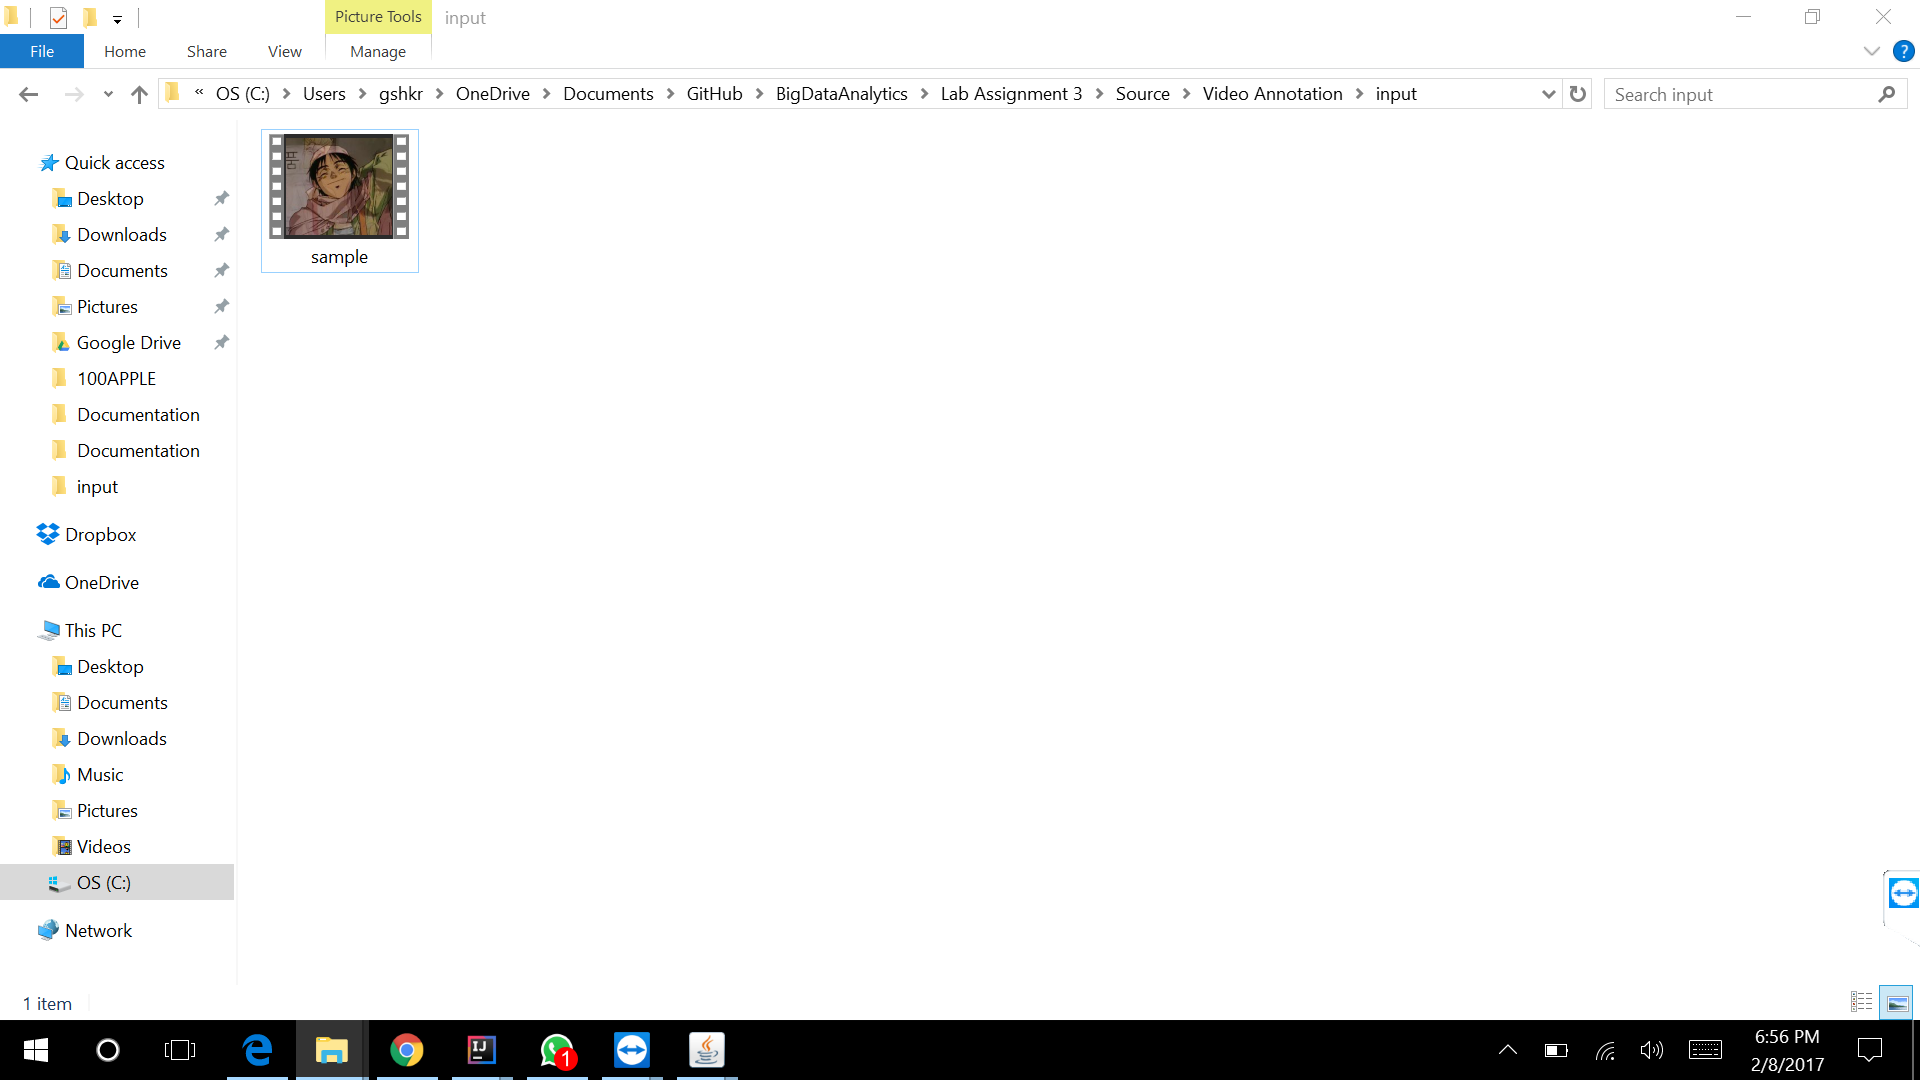 Picture Tools
input
File
Home
Share
View
Manage
?
« OS (C:) > Users > gshkr > OneDrive > Documents > GitHub > BigDataAnalytics > Lab Assignment 3 > Source > Video Annotation > input
Search input
Quick access
Desktop
Downloads
Documents
Pictures
Google Drive
100APPLE
Documentation
Documentation
input
Dropbox
OneDrive
This PC
Desktop
Documents
Downloads
Music
Pictures
Videos
OS (C:)
Network
품
sample
1 item
IJ
1
6:56 PM
2/8/2017